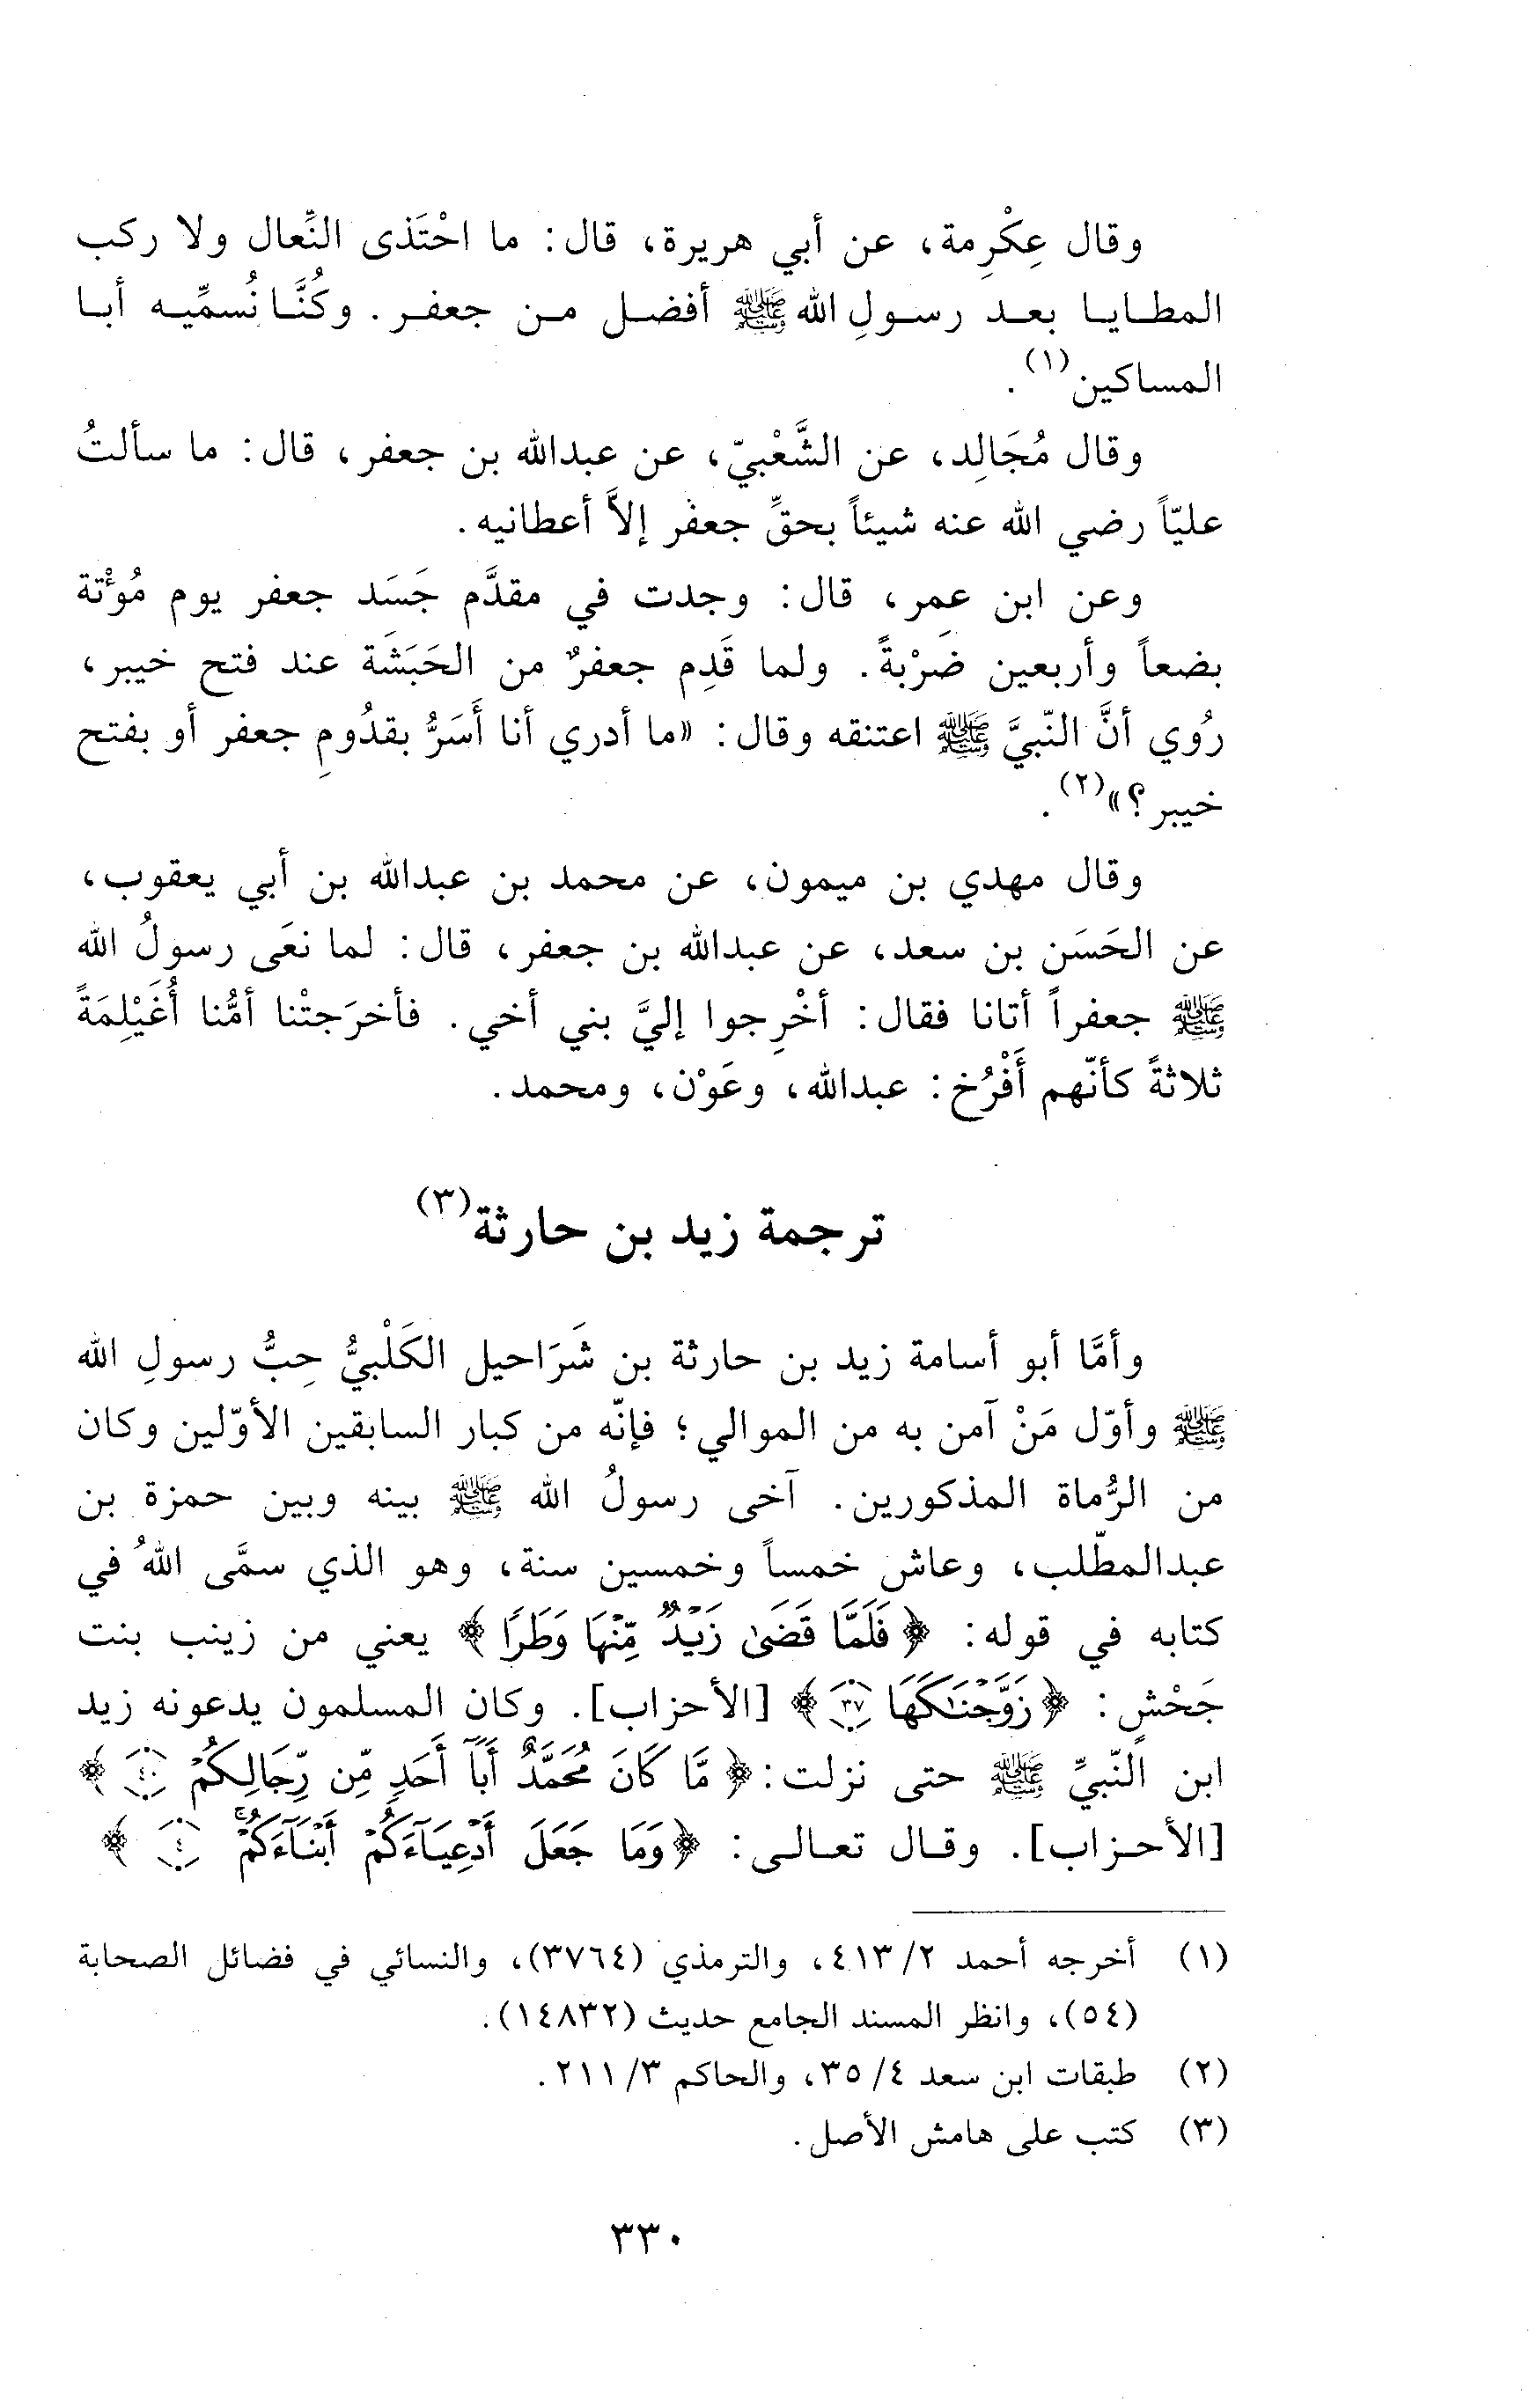 وقال عِكْرِمة، عن أبي هريرة، قال: ما احْتَذى النِّعال ولا ركب
المطـايـا بعـد رسـولِ الله ﷺ أفضـل مـن جعفـر. وكُنَّـا نُسمِّيـه أبـا
المساكين(١).
وقال مُجَالِد، عن الشَّعْبيّ، عن عبدالله بن جعفر، قال: ما سألتُ
عليّاً رضي الله عنه شيئاً بحقِّ جعفر إلاَّ أعطانيه.
وعن ابن عمر، قال: وجدت في مقدَّم جَسَد جعفر يوم مُؤْتة
بضعاً وأربعين ضَرْبةً. ولما قَدِم جعفرٌ من الحَبَشَة عند فتح خيبر،
رُوي أنَّ النّبيَّ ﷺ اعتنقه وقال: «ما أدري أنا أَسَرُّ بقدُومِ جعفر أو بفتح
خيبر؟»(٢).
وقال مهدي بن ميمون، عن محمد بن عبدالله بن أبي يعقوب،
عن الحَسَن بن سعد، عن عبدالله بن جعفر، قال: لما نعَى رسولُ الله
ﷺ جعفراً أتانا فقال: أخْرِجوا إليَّ بني أخي. فأخرَجتْنا أمُّنا أُغَيْلِمَةً
ثلاثةً كأنّهم أَفْرُخ: عبدالله، وعَوْن، ومحمد.
ترجمة زيد بن حارثة(٣)
وأمَّا أبو أسامة زيد بن حارثة بن شَرَاحيل الكَلْبيُّ حِبُّ رسولِ الله
ﷺ وأوّل مَنْ آمن به من الموالي؛ فإنّه من كبار السابقين الأوّلين وكان
من الرُّماة المذكورين. آخى رسولُ الله ﷺ بينه وبين حمزة بن
عبدالمطّلب، وعاش خمساً وخمسين سنة، وهو الذي سمَّى اللهُ في
كتابه في قوله: ﴿فَلَمَّا قَضَىٰ زَيْدٌ مِّنْهَا وَطَرًا﴾ يعني من زينب بنت
جَحْشٍ: ﴿زَوَّجْنَـٰكَهَا ٣٧﴾ [الأحزاب]. وكان المسلمون يدعونه زيد
ابن النّبيِّ ﷺ حتى نزلت: ﴿مَّا كَانَ مُحَمَّدٌ أَبَآ أَحَدٍ مِّن رِّجَالِكُمْ ٤٠﴾
[الأحـزاب]. وقـال تعـالـى: ﴿وَمَا جَعَلَ أَدْعِيَآءَكُمْ أَبْنَآءَكُمْۚ ٤﴾
(١) أخرجه أحمد ٢/ ٤١٣، والترمذي (٣٧٦٤)، والنسائي في فضائل الصحابة
(٥٤)، وانظر المسند الجامع حديث (١٤٨٣٢).
(٢) طبقات ابن سعد ٤/ ٣٥، والحاكم ٣/ ٢١١.
(٣) كتب على هامش الأصل.
٣٣٠